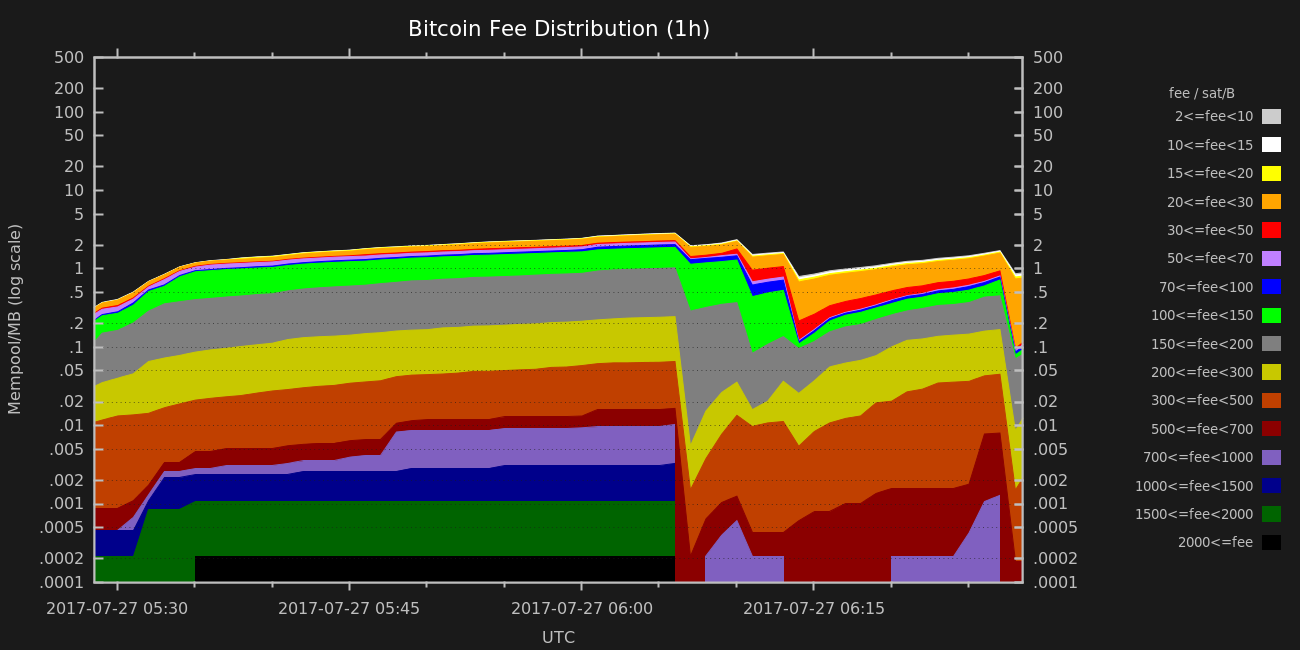 Bitcoin Fee Distribution (1h)
Mempool/MB (log scale)
500
200
100
50
20
10
5
2
1
.5
.2
.1
.05
.02
.01
.005
.002
.001
.0005
.0002
.0001
500
200
100
50
20
10
5
2
1
.5
.2
.1
.05
.02
.01
.005
.002
.001
.0005
.0002
.0001
2017-07-27 05:30
2017-07-27 05:45
2017-07-27 06:00
2017-07-27 06:15
UTC
fee / sat/B
2<=fee<10
10<=fee<15
15<=fee<20
20<=fee<30
30<=fee<50
50<=fee<70
70<=fee<100
100<=fee<150
150<=fee<200
200<=fee<300
300<=fee<500
500<=fee<700
700<=fee<1000
1000<=fee<1500
1500<=fee<2000
2000<=fee